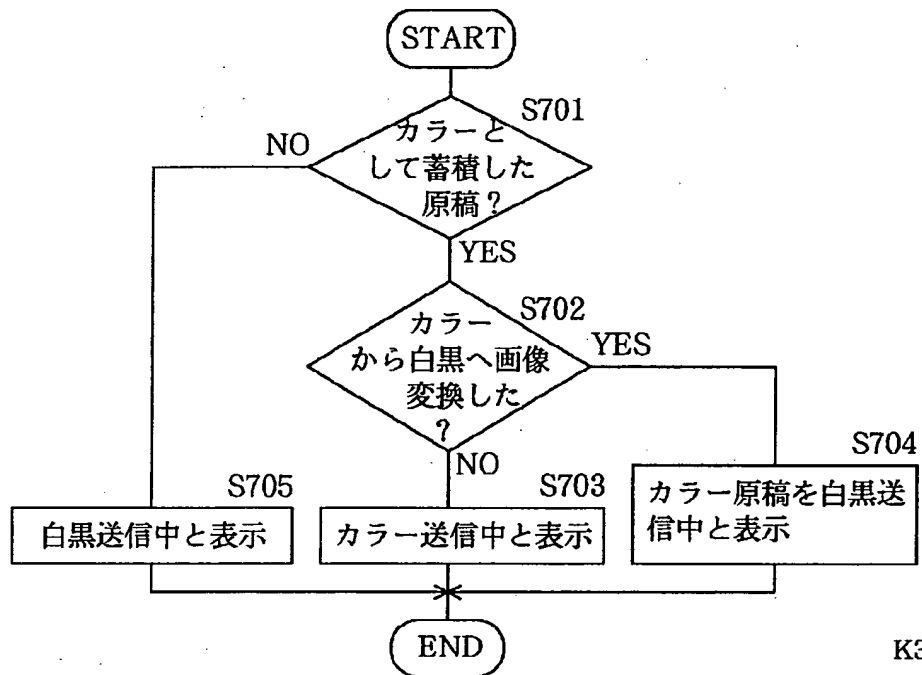 START
S701
カラーと
して蓄積した
原稿？
NO
YES
S702
カラー
から白黒へ画像
変換した
？
YES
NO
S705
白黒送信中と表示
S703
カラー送信中と表示
S704
カラー原稿を白黒送
信中と表示
END
K3